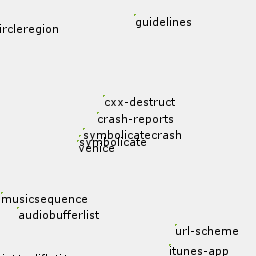 guidelines
ircleregion
cxx-destruct
crash-reports
symbolicatecrash
symbolicate
venice
musicsequence
audiobufferlist
url-scheme
itunes-app